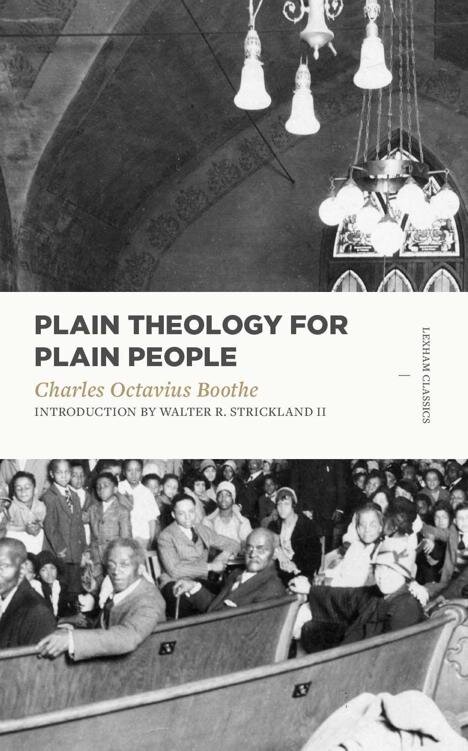 PLAIN THEOLOGY FOR
PLAIN PEOPLE
Charles Octavius Boothe
INTRODUCTION BY WALTER R. STRICKLAND II
LEXHAM CLASSICS